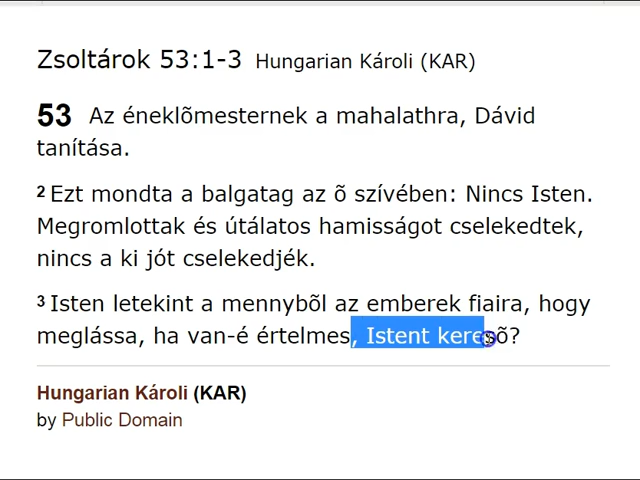 Zsoltárok 53:1-3 Hungarian Károli (KAR)
53 Az éneklõmesternek a mahalathra, Dávid
tanítása.
2 Ezt mondta a balgatag az õ szívében: Nincs Isten.
Megromlottak és útálatos hamisságot cselekedtek,
nincs a ki jót cselekedjék.
3 Isten letekint a mennybõl az emberek fiaira, hogy
meglássa, ha van-é értelmes, Istent keresõ?
Hungarian Károli (KAR)
by Public Domain